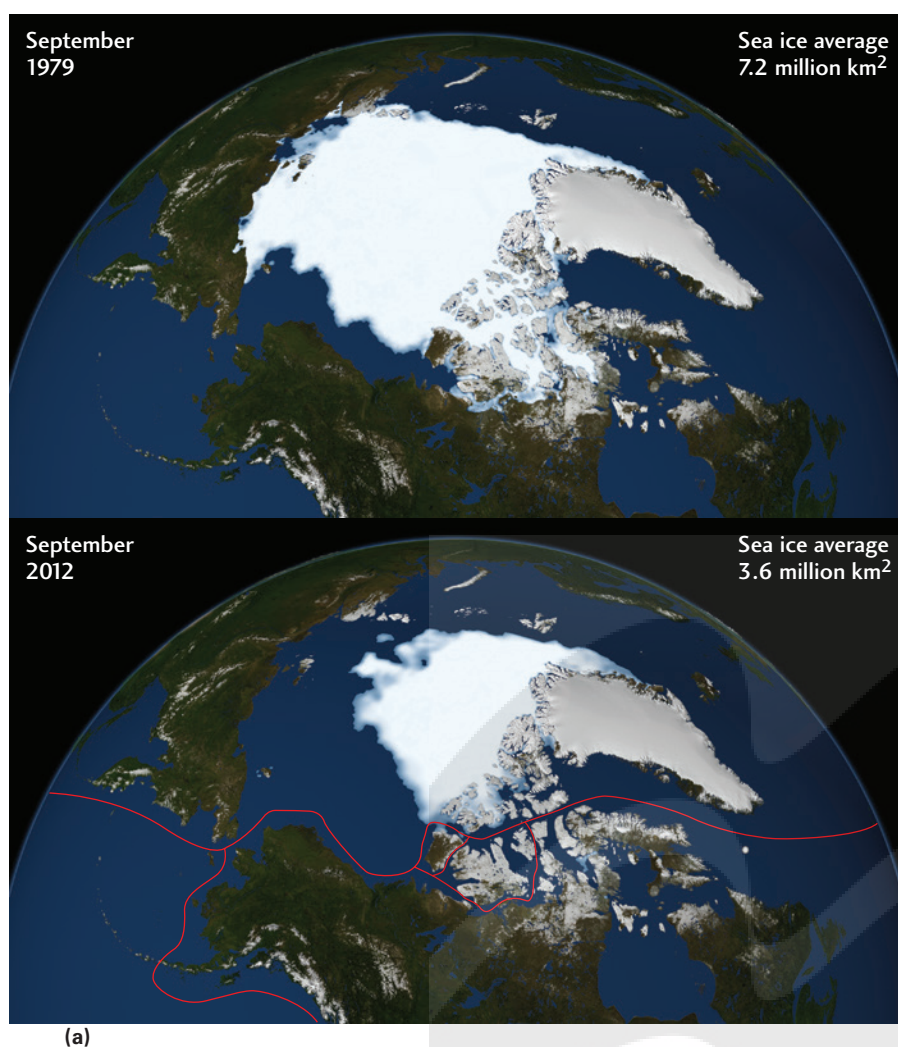 September
1979
Sea ice average
7.2 million km²
September
2012
Sea ice average
3.6 million km²
(a)